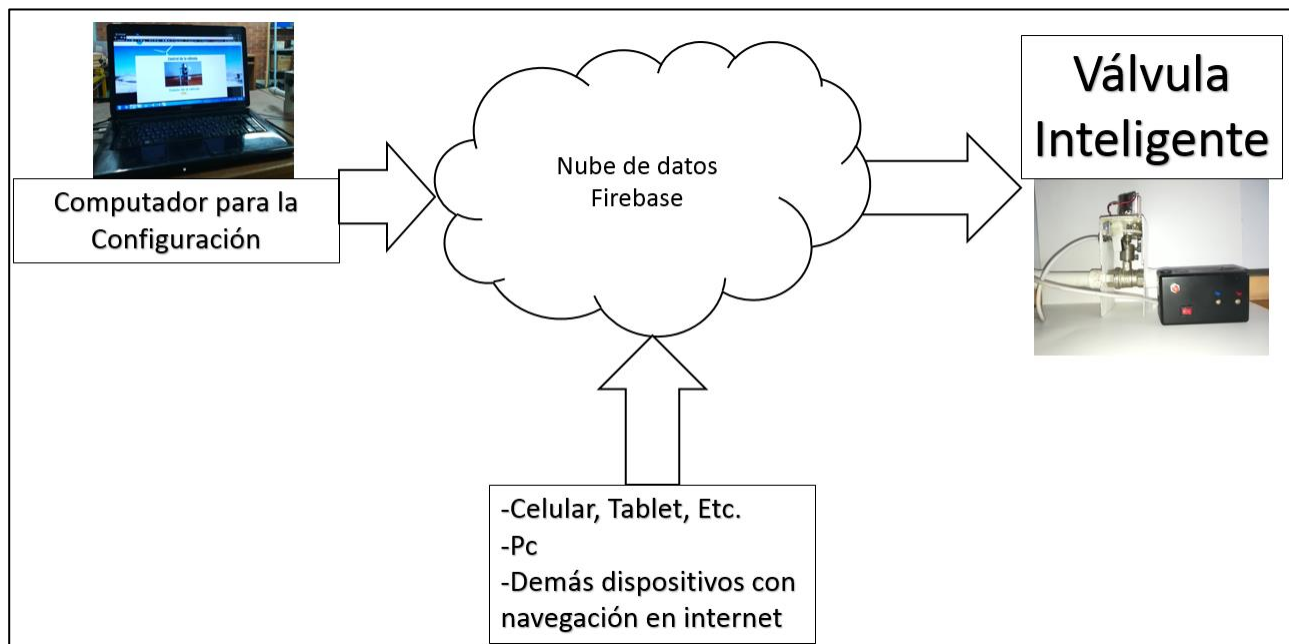 Computador para la
Configuración
Nube de datos
Firebase
Válvula
Inteligente
-Celular, Tablet, Etc.
-Pc
-Demás dispositivos con
navegación en internet